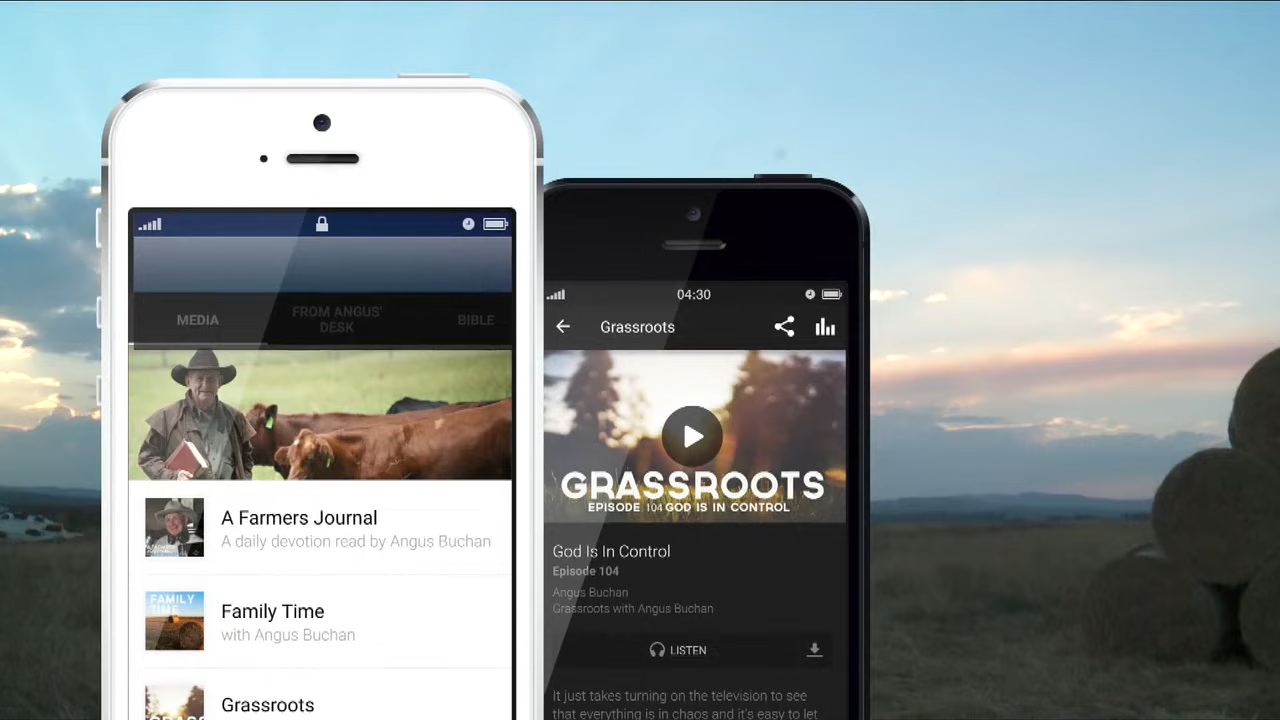 MEDIA
FROM ANGUS'
DESK
BIBLE
A Farmers Journal
A daily devotion read by Angus Buchan
FAMILY
TIME
Family Time
with Angus Buchan
Grassroots
04:30
Grassroots
GRASSROOTS
EPISODE 104 GOD IS IN CONTROL
God Is In Control
Episode 104
Angus Buchan
Grassroots with Angus Buchan
LISTEN
It just takes turning on the television to see
that everything is in chaos and it's easy to let